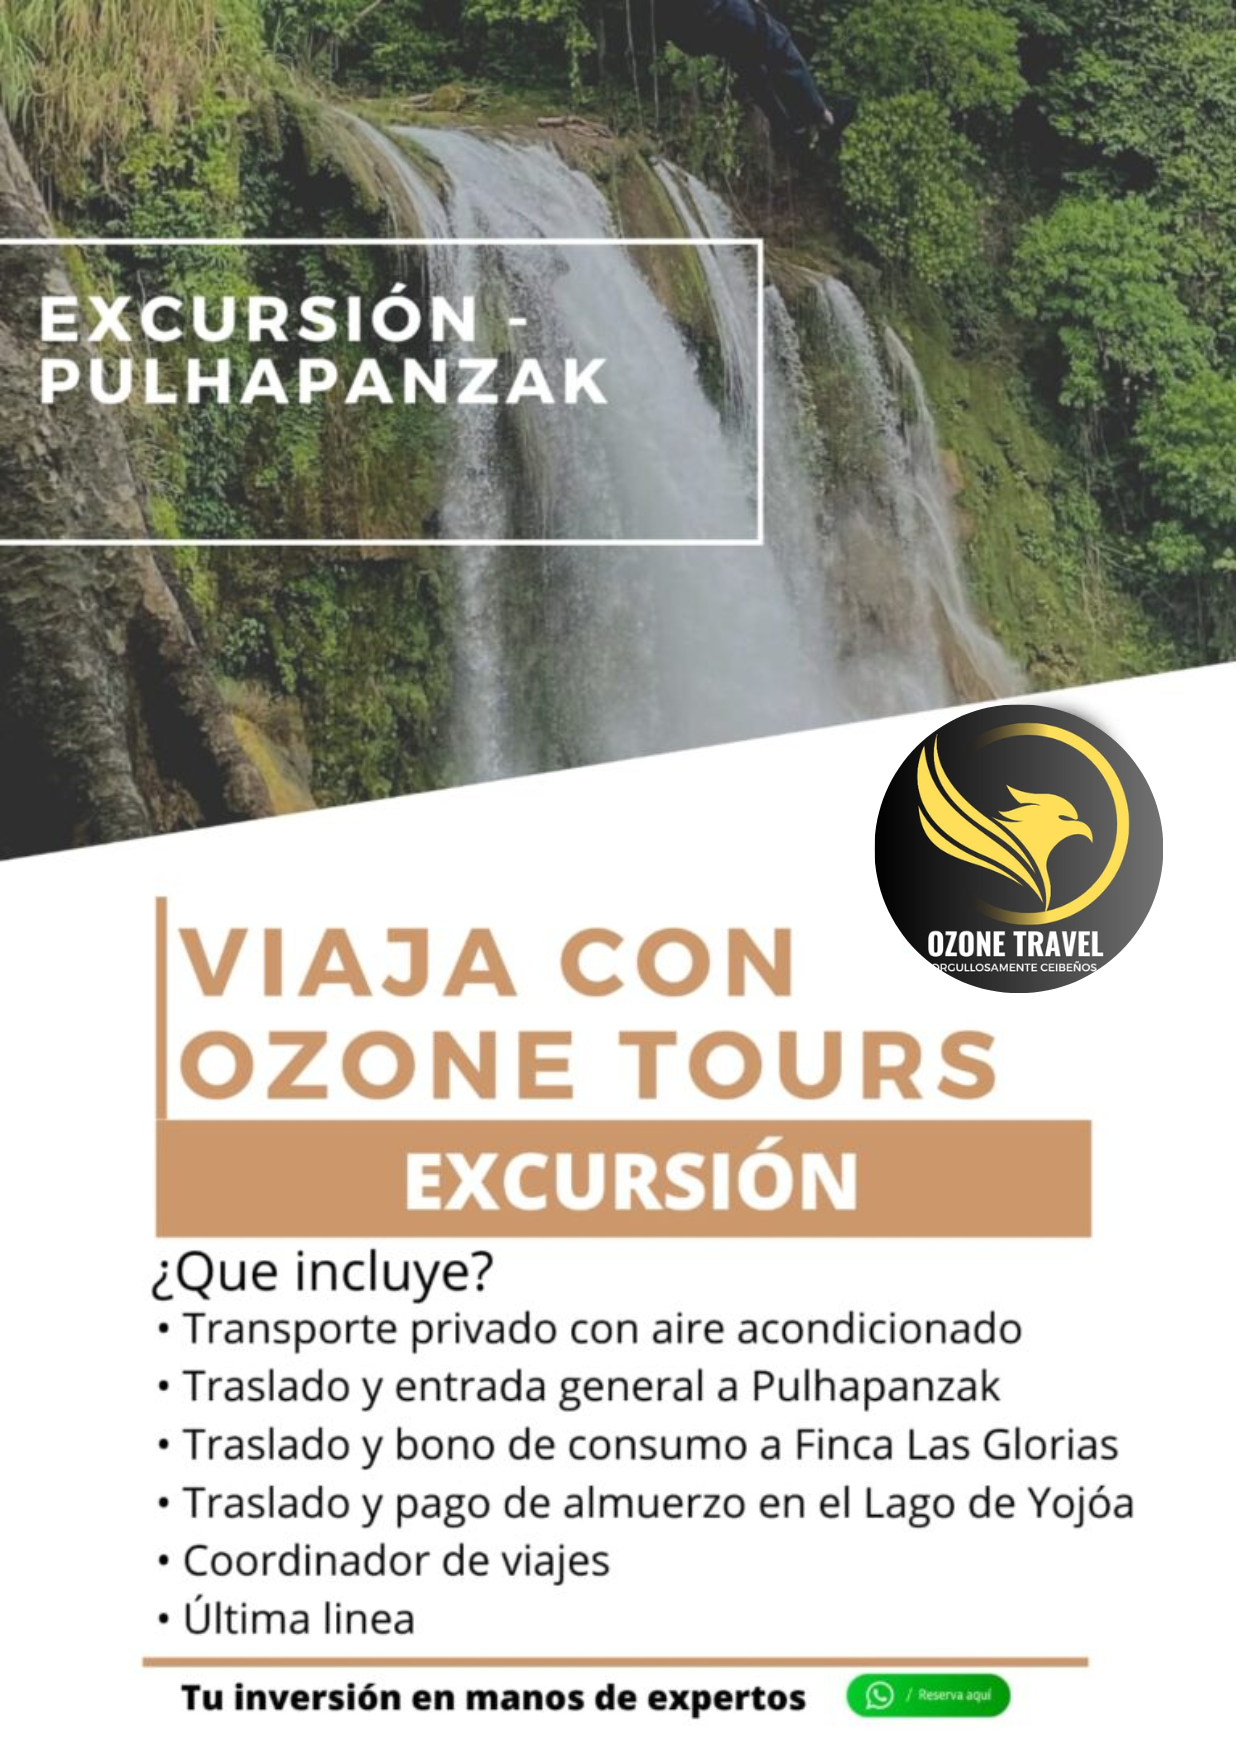 EXCURSIÓN -
PULHAPANZAK
OZONE TRAVEL
ORGULLOSAMENTE CEIBEÑOS
VIAJA CON
OZONE TOURS
EXCURSIÓN
¿Que incluye?
• Transporte privado con aire acondicionado
• Traslado y entrada general a Pulhapanzak
• Traslado y bono de consumo a Finca Las Glorias
• Traslado y pago de almuerzo en el Lago de Yojóa
• Coordinador de viajes
• Última linea
Tu inversión en manos de expertos
/ Reserva aquí